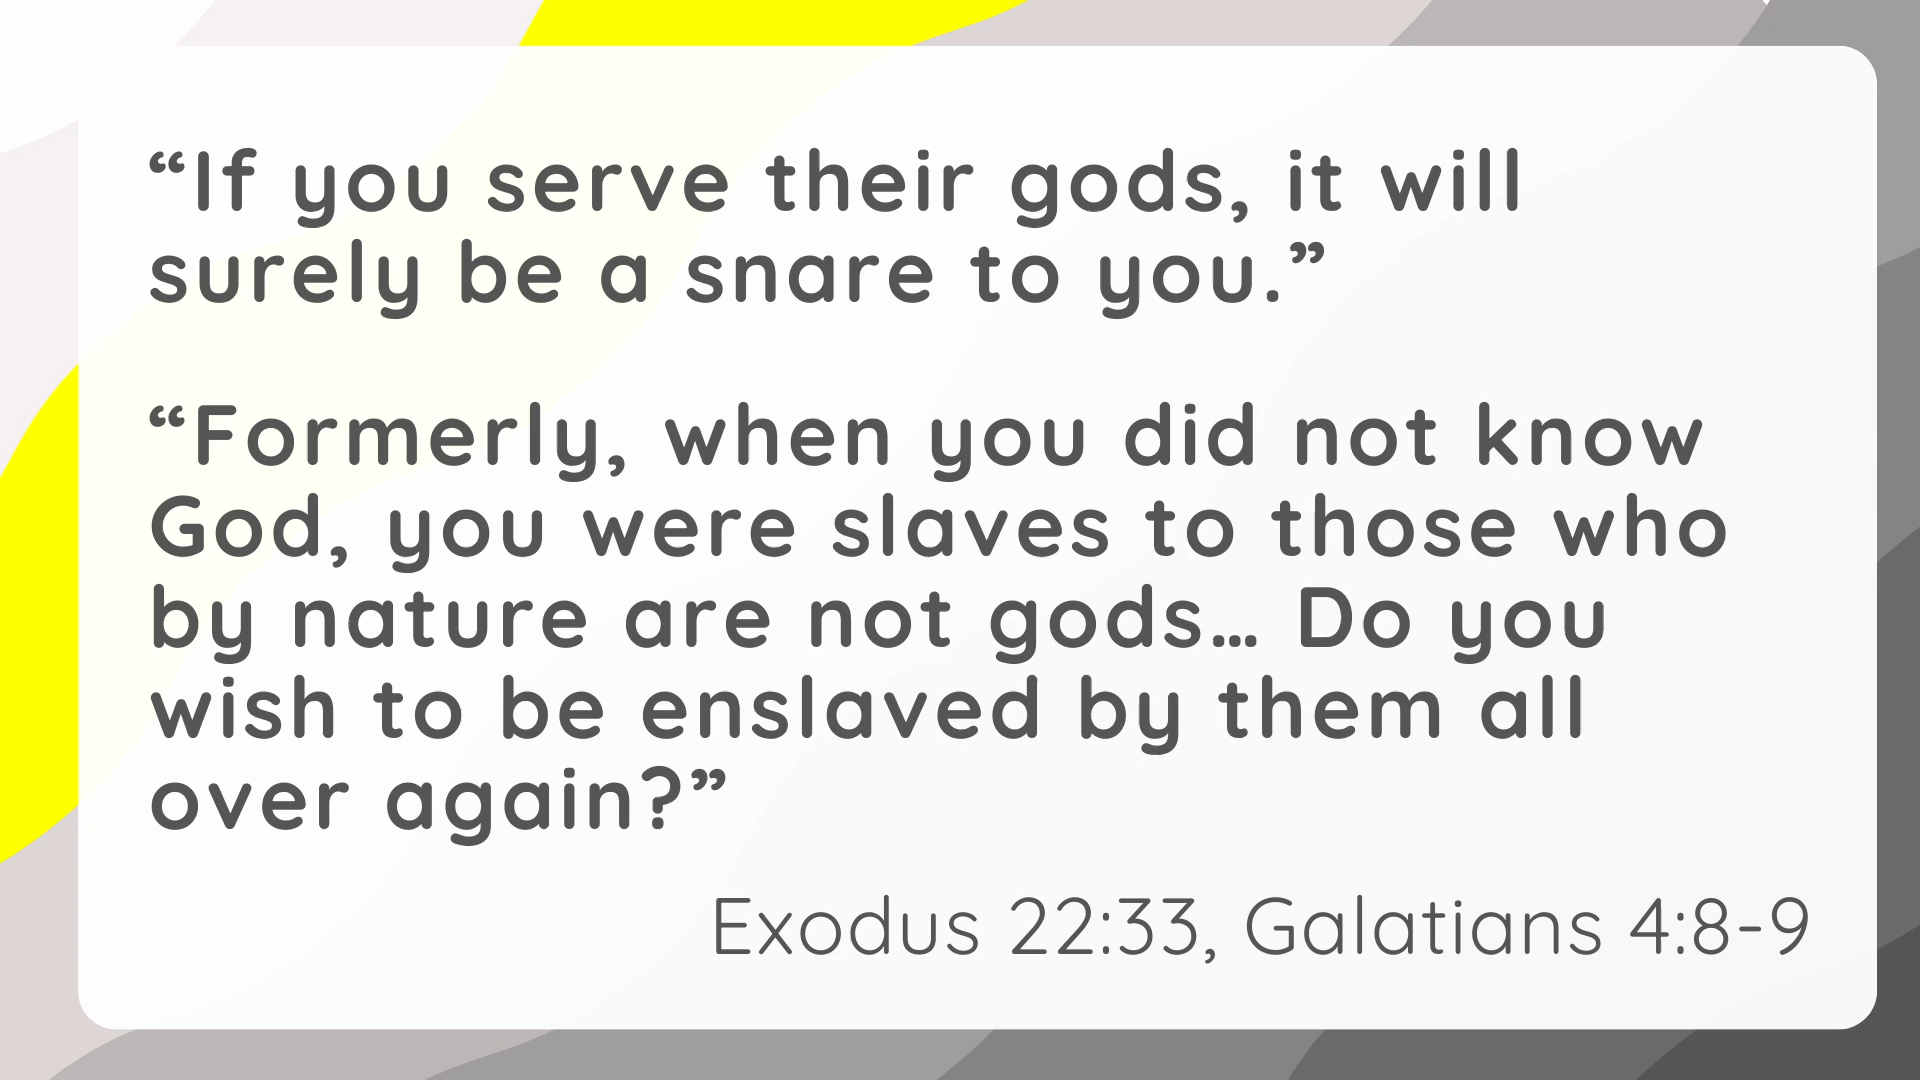 “If you serve their gods, it will
surely be a snare to you.”
“Formerly, when you did not know
God, you were slaves to those who
by nature are not gods… Do you
wish to be enslaved by them all
over again?”
Exodus 22:33, Galatians 4:8-9